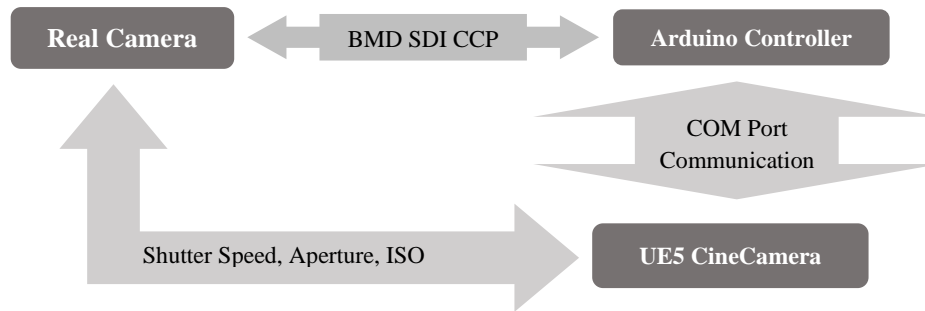 Real Camera
BMD SDI CCP
Arduino Controller
COM Port
Communication
Shutter Speed, Aperture, ISO
UE5 CineCamera